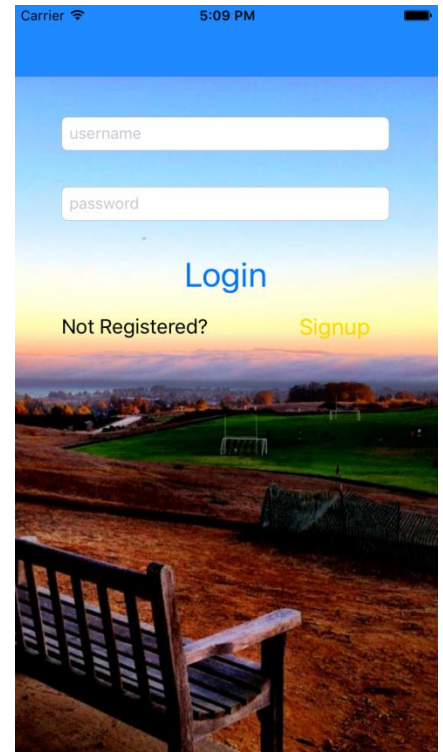 Carrier 5:09 PM
username
password
Login
Not Registered? Signup